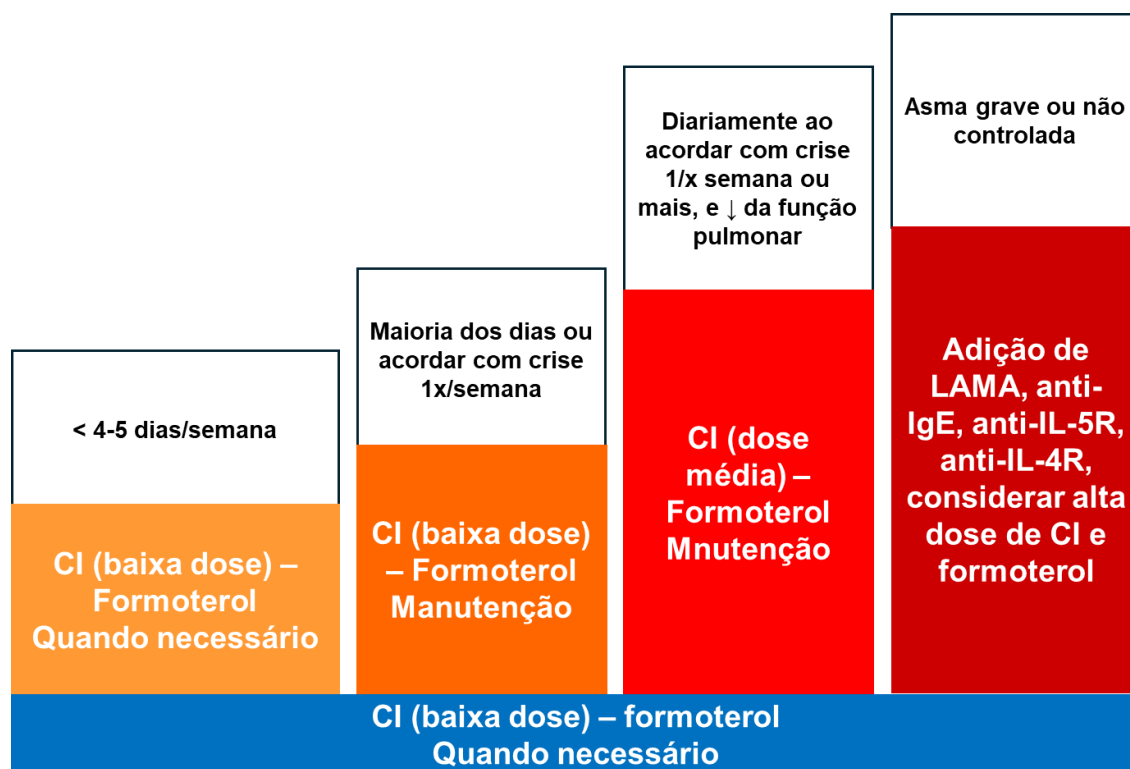 < 4-5 dias/semana
CI (baixa dose) –
Formoterol
Quando necessário
Maioria dos dias ou
acordar com crise
1x/semana
CI (baixa dose)
– Formoterol
Manutenção
Diariamente ao
acordar com crise
1/x semana ou
mais, e ↓ da função
pulmonar
CI (dose
média) –
Formoterol
Mnutenção
Asma grave ou não
controlada
Adição de
LAMA, anti-
IgE, anti-IL-5R,
anti-IL-4R,
considerar alta
dose de CI e
formoterol
CI (baixa dose) – formoterol
Quando necessário